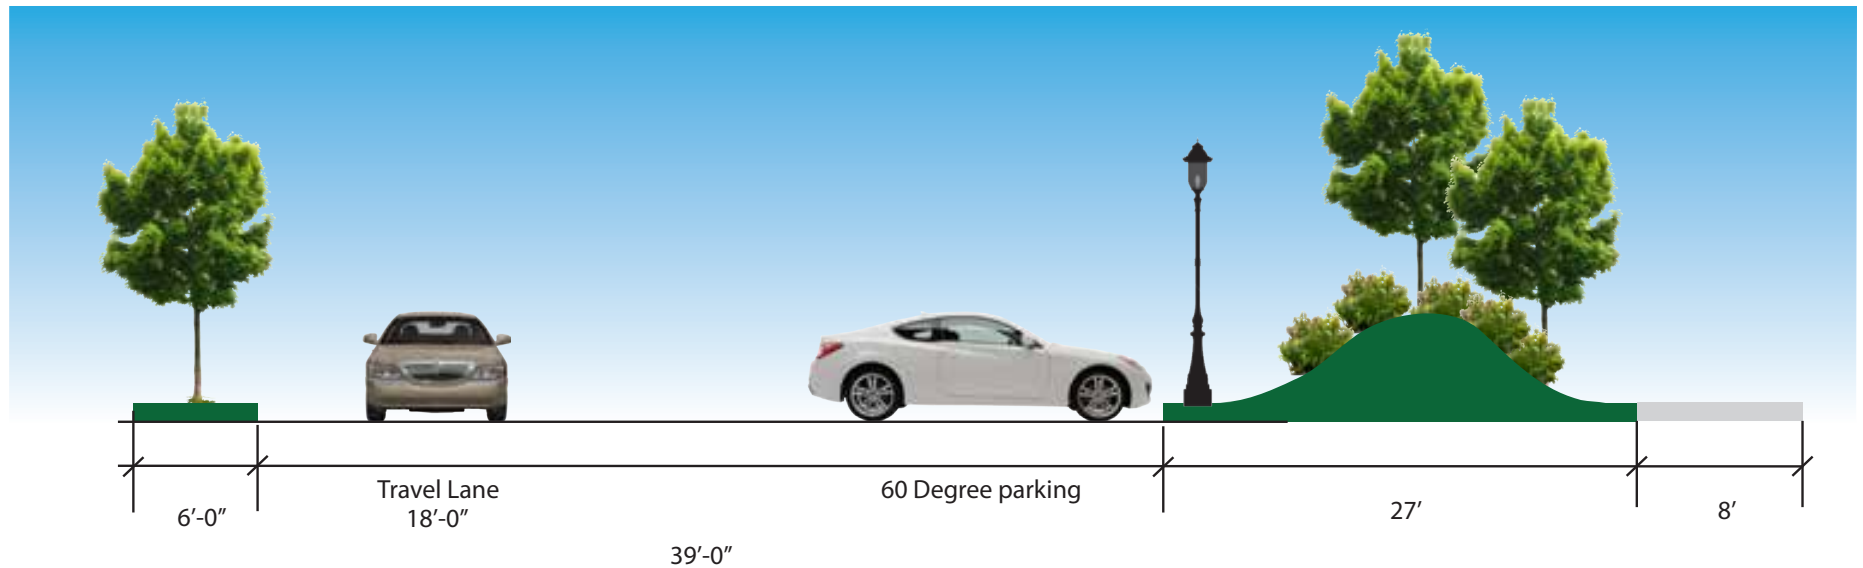 Travel Lane
60 Degree parking
6’-0”
18’-0”
27’
8’
39’-0”